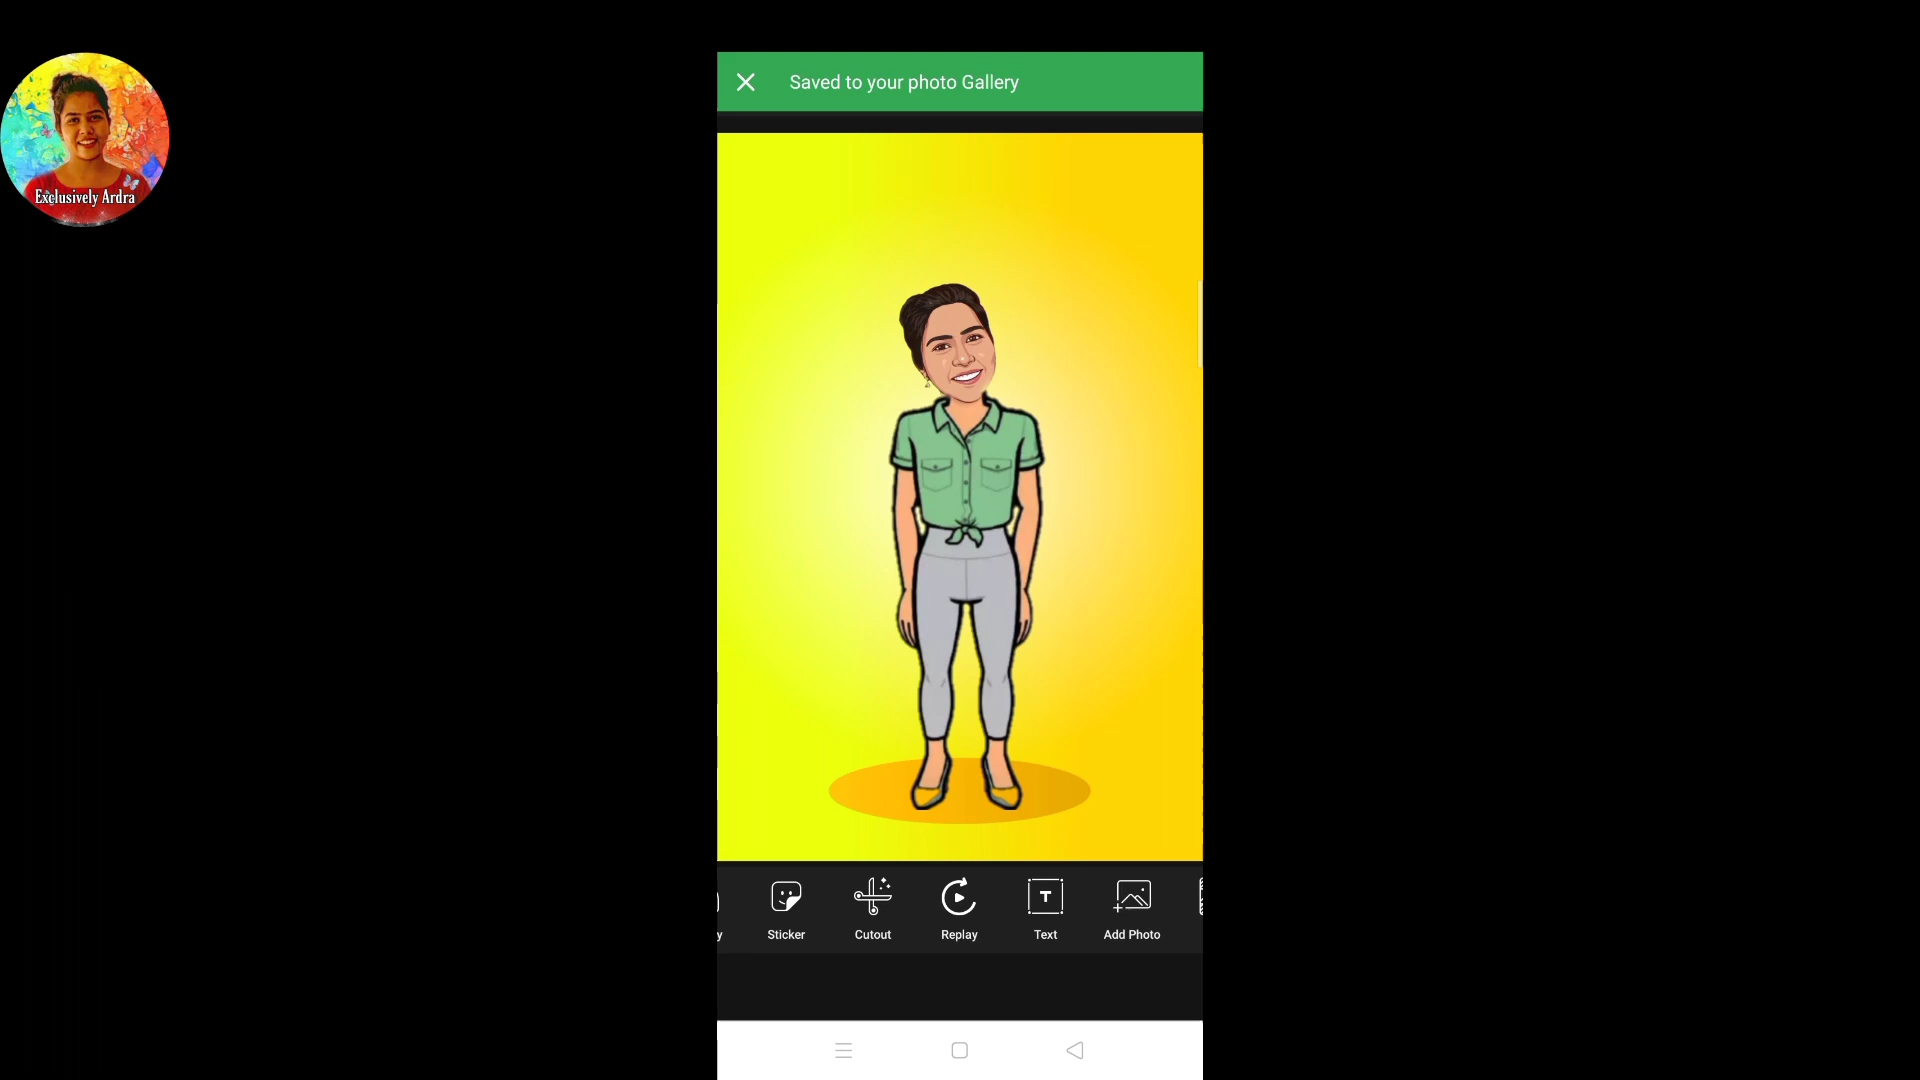 Exclusively Ardra
Saved to your photo Gallery
y
Sticker
Cutout
Replay
Text
Add Photo